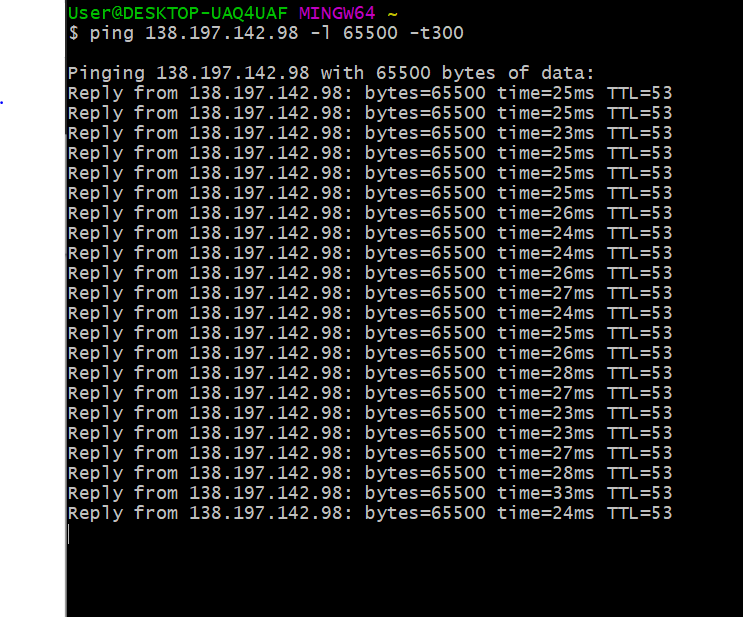 User@DESKTOP-UAQ4UAF MINGW64 ~
$ ping 138.197.142.98 -l 65500 -t300
Pinging 138.197.142.98 with 65500 bytes of data:
Reply from 138.197.142.98: bytes=65500 time=25ms TTL=53
Reply from 138.197.142.98: bytes=65500 time=25ms TTL=53
Reply from 138.197.142.98: bytes=65500 time=23ms TTL=53
Reply from 138.197.142.98: bytes=65500 time=25ms TTL=53
Reply from 138.197.142.98: bytes=65500 time=25ms TTL=53
Reply from 138.197.142.98: bytes=65500 time=25ms TTL=53
Reply from 138.197.142.98: bytes=65500 time=26ms TTL=53
Reply from 138.197.142.98: bytes=65500 time=24ms TTL=53
Reply from 138.197.142.98: bytes=65500 time=24ms TTL=53
Reply from 138.197.142.98: bytes=65500 time=26ms TTL=53
Reply from 138.197.142.98: bytes=65500 time=27ms TTL=53
Reply from 138.197.142.98: bytes=65500 time=24ms TTL=53
Reply from 138.197.142.98: bytes=65500 time=25ms TTL=53
Reply from 138.197.142.98: bytes=65500 time=26ms TTL=53
Reply from 138.197.142.98: bytes=65500 time=28ms TTL=53
Reply from 138.197.142.98: bytes=65500 time=27ms TTL=53
Reply from 138.197.142.98: bytes=65500 time=23ms TTL=53
Reply from 138.197.142.98: bytes=65500 time=23ms TTL=53
Reply from 138.197.142.98: bytes=65500 time=27ms TTL=53
Reply from 138.197.142.98: bytes=65500 time=28ms TTL=53
Reply from 138.197.142.98: bytes=65500 time=33ms TTL=53
Reply from 138.197.142.98: bytes=65500 time=24ms TTL=53